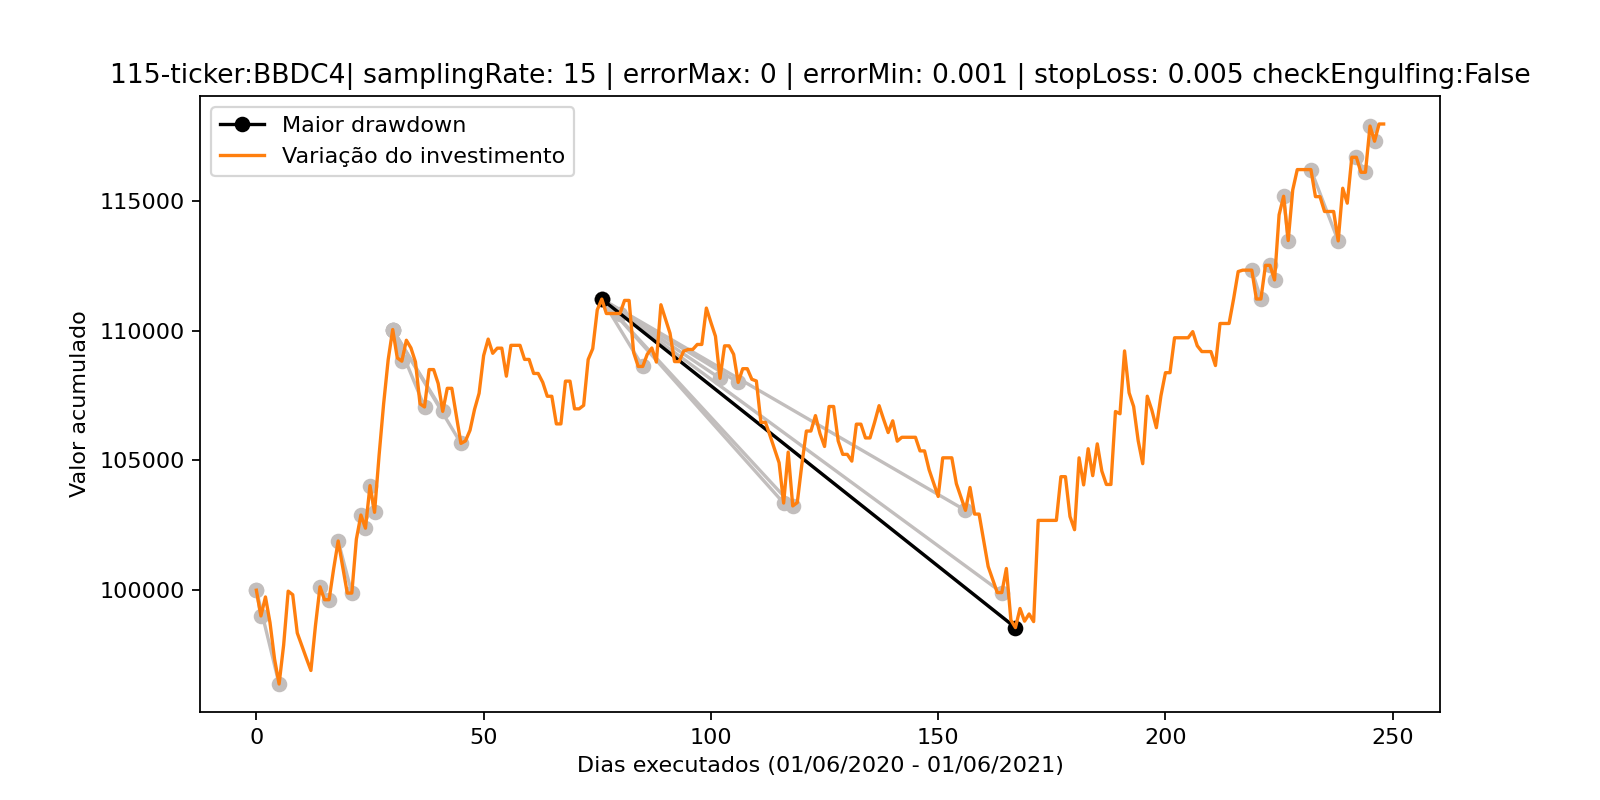 115-ticker:BBDC4| samplingRate: 15 | errorMax: 0 | errorMin: 0.001 | stopLoss: 0.005 checkEngulfing:False
Maior drawdown
Variação do investimento
Valor acumulado
115000
110000
105000
100000
0
50
100
150
200
250
Dias executados (01/06/2020 - 01/06/2021)